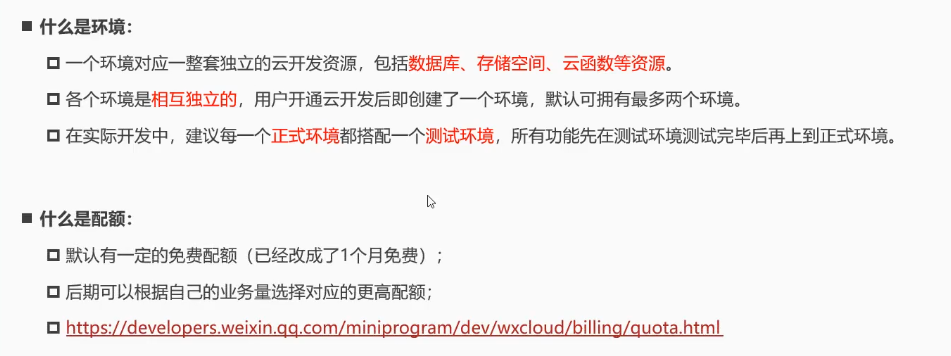 什么是环境：
一个环境对应一整套独立的云开发资源，包括数据库、存储空间、云函数等资源。
各个环境是相互独立的，用户开通云开发后即创建了一个环境，默认可拥有最多两个环境。
在实际开发中，建议每一个正式环境都搭配一个测试环境，所有功能先在测试环境测试完毕后再上到正式环境。
什么是配额：
默认有一定的免费配额（已经改成了1个月免费）；
后期可以根据自己的业务量选择对应的更高配额；
https://developers.weixin.qq.com/miniprogram/dev/wxcloud/billing/quota.html